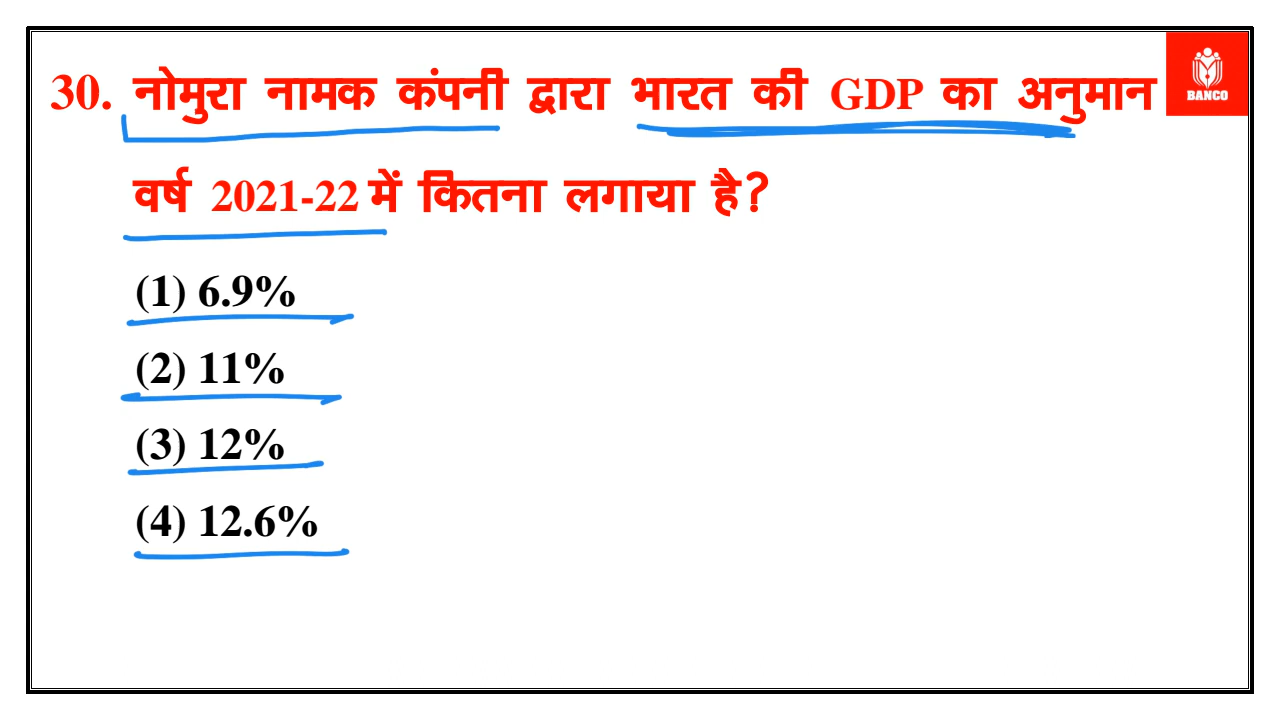 30. नोमुरा नामक कंपनी द्वारा भारत की GDP का अनुमान
BANCO
वर्ष 2021-22 में कितना लगाया है?
(1) 6.9%
(2) 11%
(3) 12%
(4) 12.6%